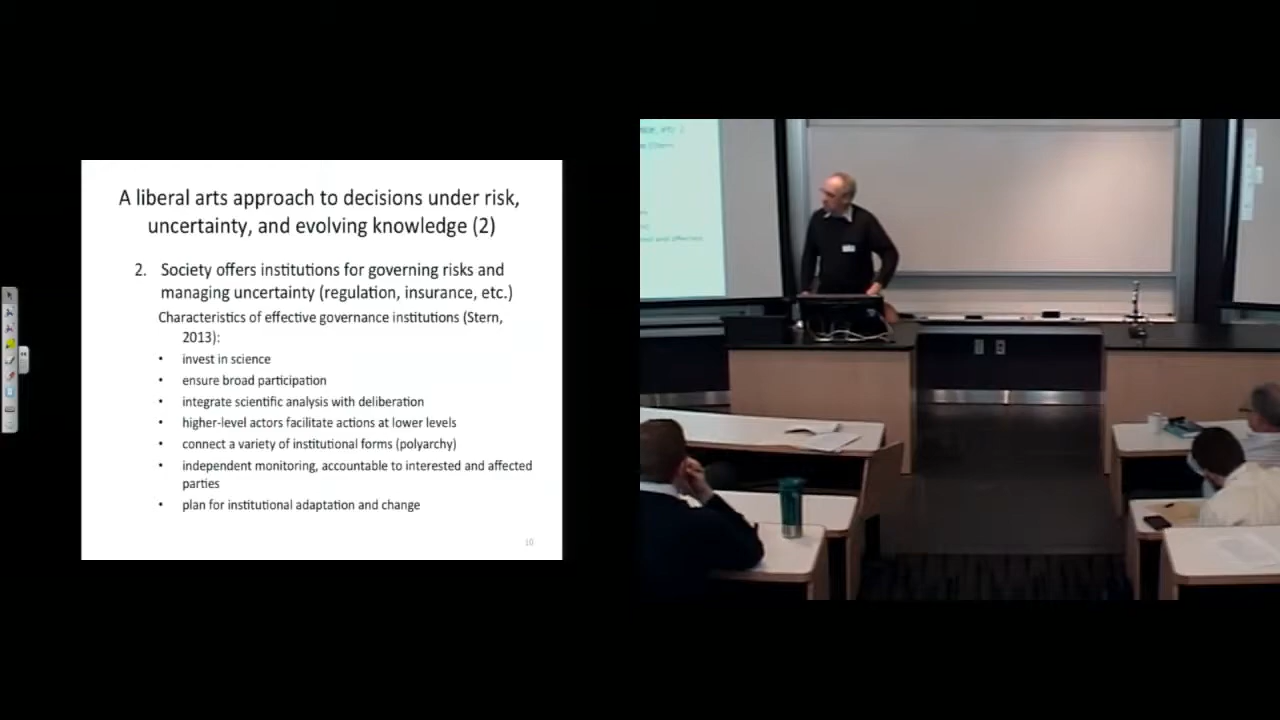 A liberal arts approach to decisions under risk,
uncertainty, and evolving knowledge (2)
2. Society offers institutions for governing risks and
managing uncertainty (regulation, insurance, etc.)
Characteristics of effective governance institutions (Stern,
2013):
• invest in science
• ensure broad participation
• integrate scientific analysis with deliberation
• higher-level actors facilitate actions at lower levels
• connect a variety of institutional forms (polyarchy)
• independent monitoring, accountable to interested and affected
parties
• plan for institutional adaptation and change
10